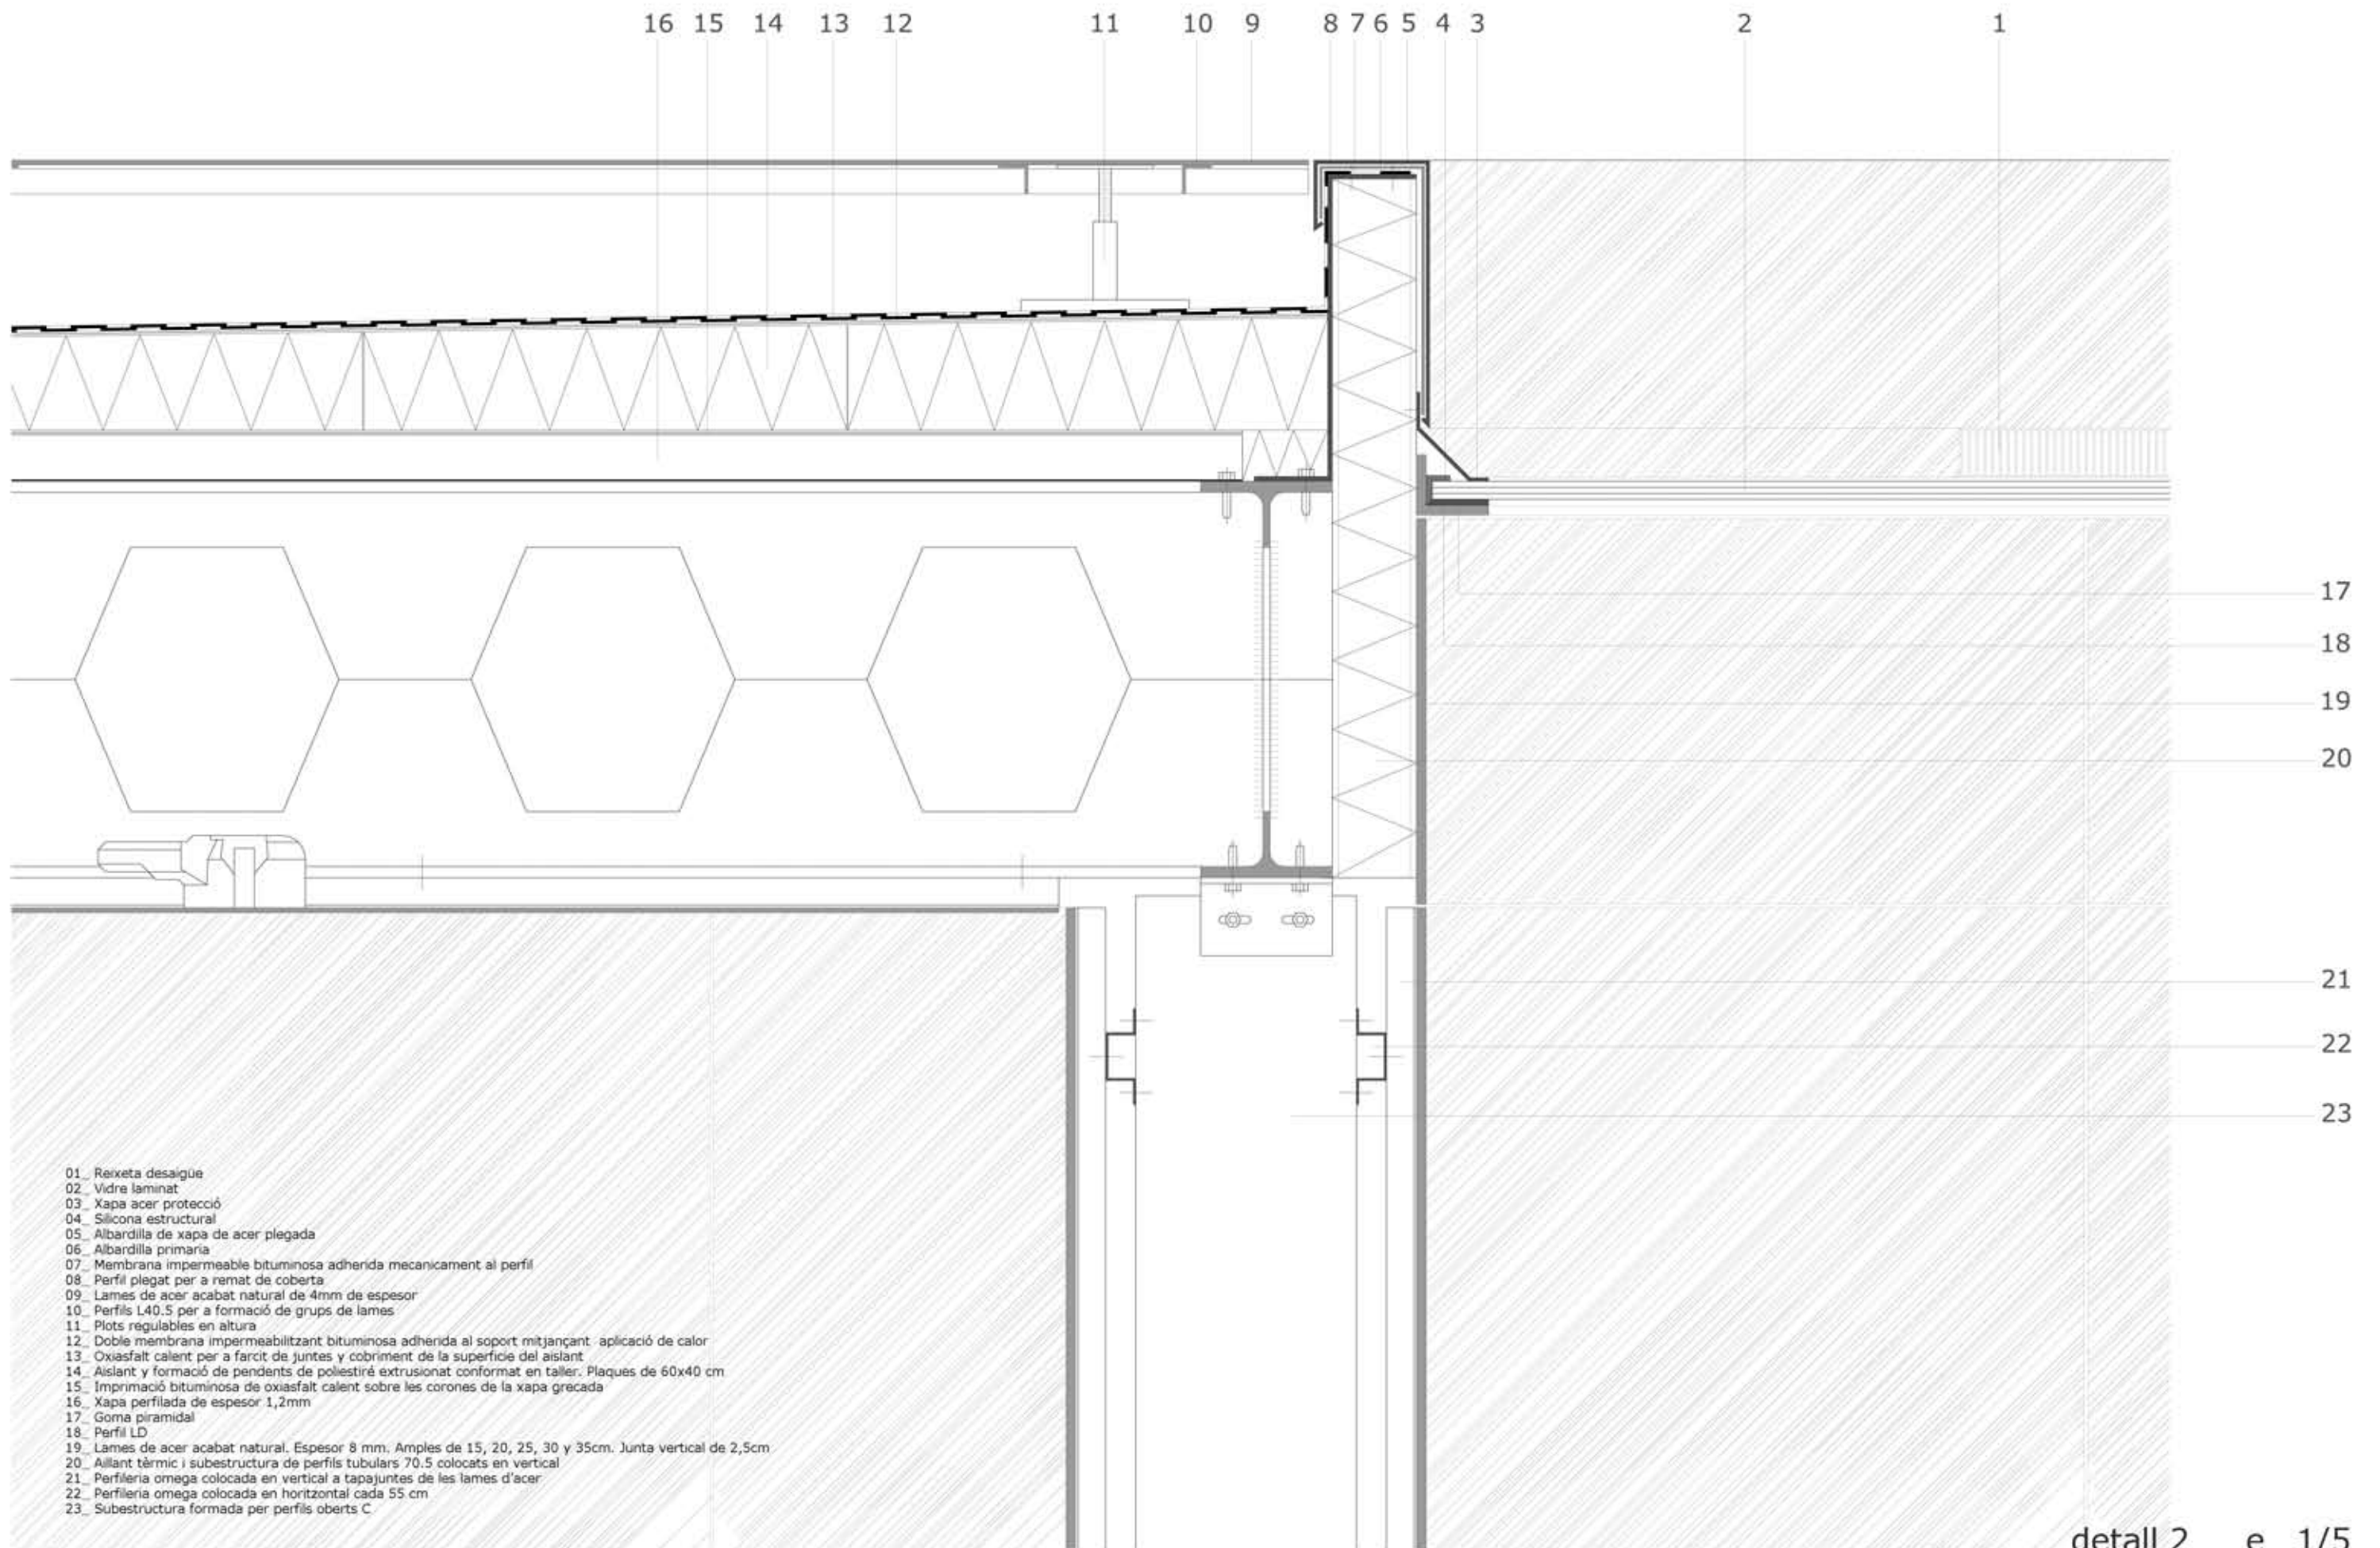 16 15 14 13 12 11 10 9 8 7 6 5 4 3 2 1
17
18
19
20
21
22
23
01_ Reixeta desaigüe
02_ Vidre laminat
03_ Xapa acer protecció
04_ Silicona estructural
05_ Albardilla de xapa de acer plegada
06_ Albardilla primaria
07_ Membrana impermeable bituminosa adherida mecanicament al perfil
08_ Perfil plegat per a remat de coberta
09_ Lames de acer acabat natural de 4mm de espesor
10_ Perfils L40.5 per a formació de grups de lames
11_ Plots regulables en altura
12_ Doble membrana impermeabilitzant bituminosa adherida al soport mitjançant aplicació de calor
13_ Oxiasfalt calent per a farcit de juntes y cobriment de la superficie del aislant
14_ Aislant y formació de pendents de poliestiré extrusionat conformat en taller. Plaques de 60x40 cm
15_ Imprimació bituminosa de oxiasfalt calent sobre les corones de la xapa grecada
16_ Xapa perfilada de espesor 1,2mm
17_ Goma piramidal
18_ Perfil LD
19_ Lames de acer acabat natural. Espesor 8 mm. Amples de 15, 20, 25, 30 y 35cm. Junta vertical de 2,5cm
20_ Aïllant tèrmic i subestructura de perfils tubulars 70.5 colocats en vertical
21_ Perfileria omega colocada en vertical a tapajuntes de les lames d'acer
22_ Perfileria omega colocada en horitzontal cada 55 cm
23_ Subestructura formada per perfils oberts C
detall 2 e 1/5